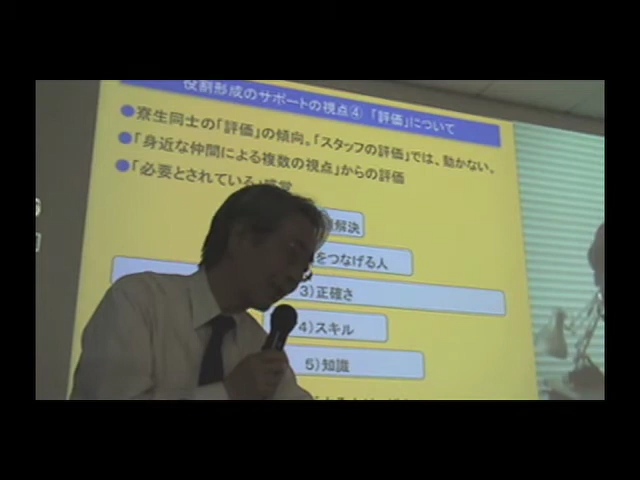 役割形成のサポートの視点④ 「評価」について
●寮生同士の「評価」の傾向。「スタッフの評価」では、動かない。
●「身近な仲間による複数の視点」からの評価
●「必要とされている」
解決
をつなげる人
3)正確さ
4)スキル
5)知識